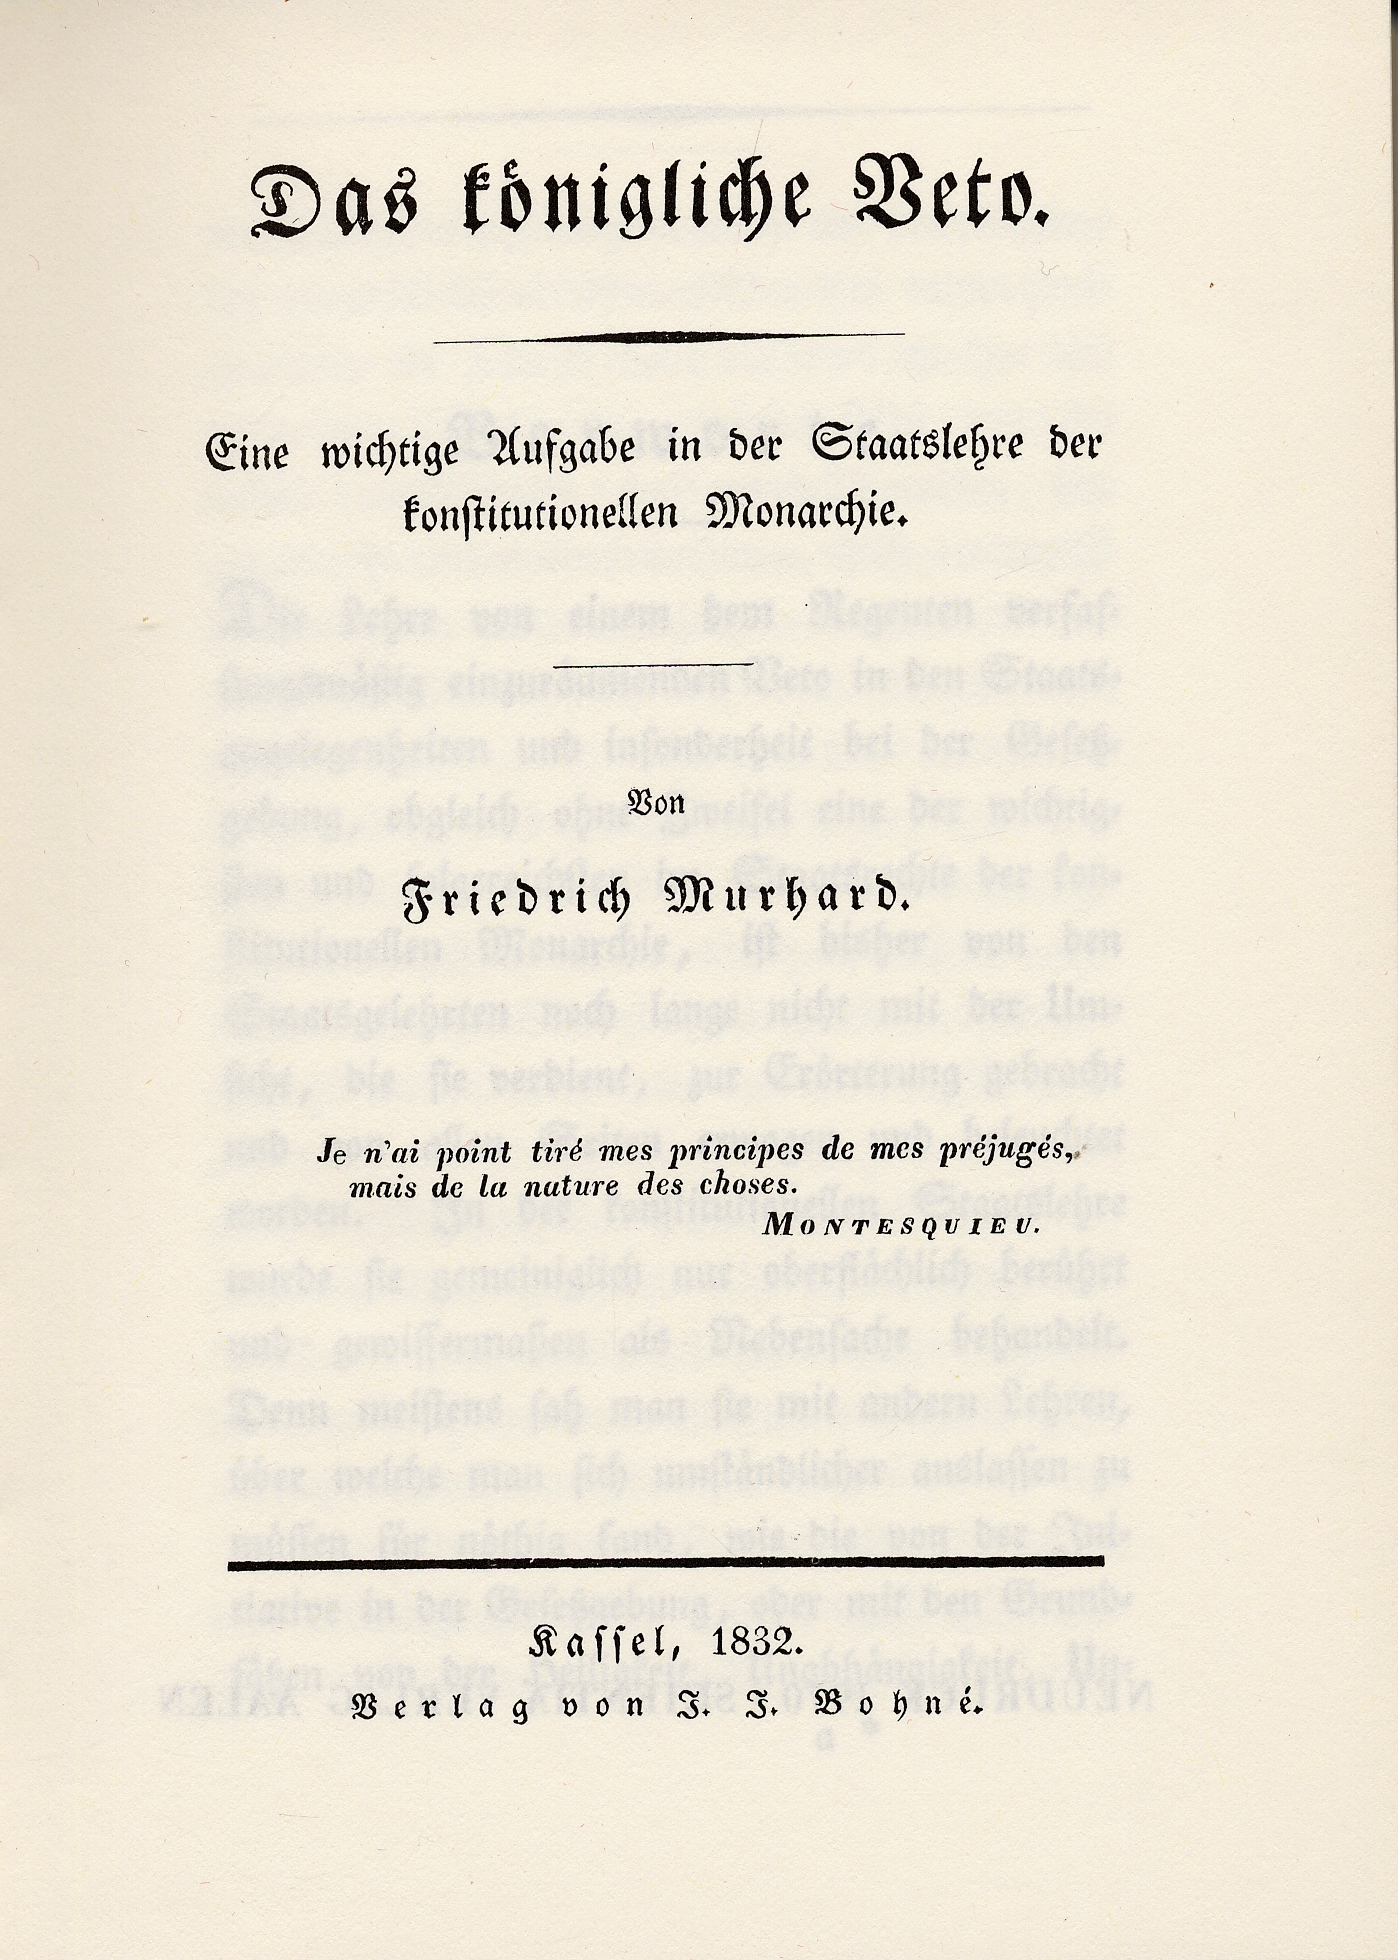 Das königliche Veto.
Eine wichtige Aufgabe in der Staatslehre der
konstitutionellen Monarchie.
Von
Friedrich Murhard.
Je n'ai point tiré mes principes de mes préjugés,
mais de la nature des choses.
MONTESQUIEU.
Kassel, 1832.
Verlag von J. J. Bohné.